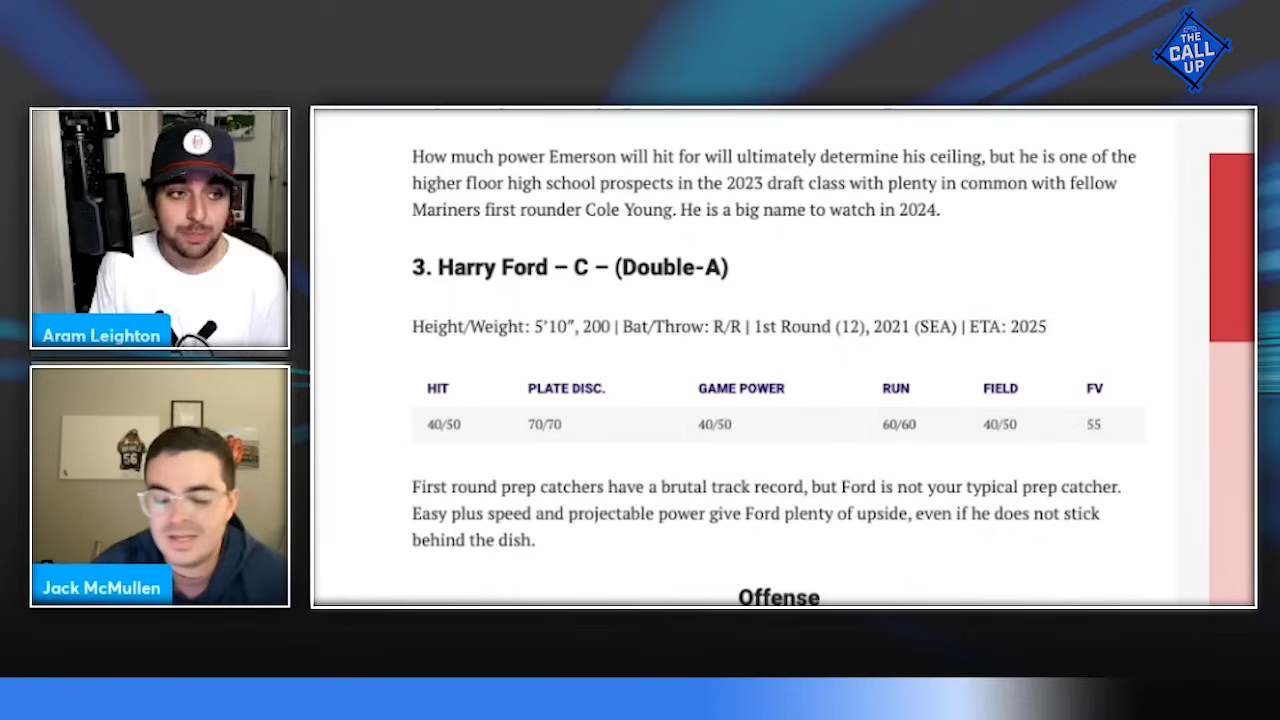 THE
CALL
UP
Aram Leighton
56
Jack McMullen
How much power Emerson will hit for will ultimately determine his ceiling, but he is one of the
higher floor high school prospects in the 2023 draft class with plenty in common with fellow
Mariners first rounder Cole Young. He is a big name to watch in 2024.
3. Harry Ford – C – (Double-A)
Height/Weight: 5’10″, 200 | Bat/Throw: R/R | 1st Round (12), 2021 (SEA) | ETA: 2025
HIT PLATE DISC. GAME POWER RUN FIELD FV
40/50 70/70 40/50 60/60 40/50 55
First round prep catchers have a brutal track record, but Ford is not your typical prep catcher.
Easy plus speed and projectable power give Ford plenty of upside, even if he does not stick
behind the dish.
Offense